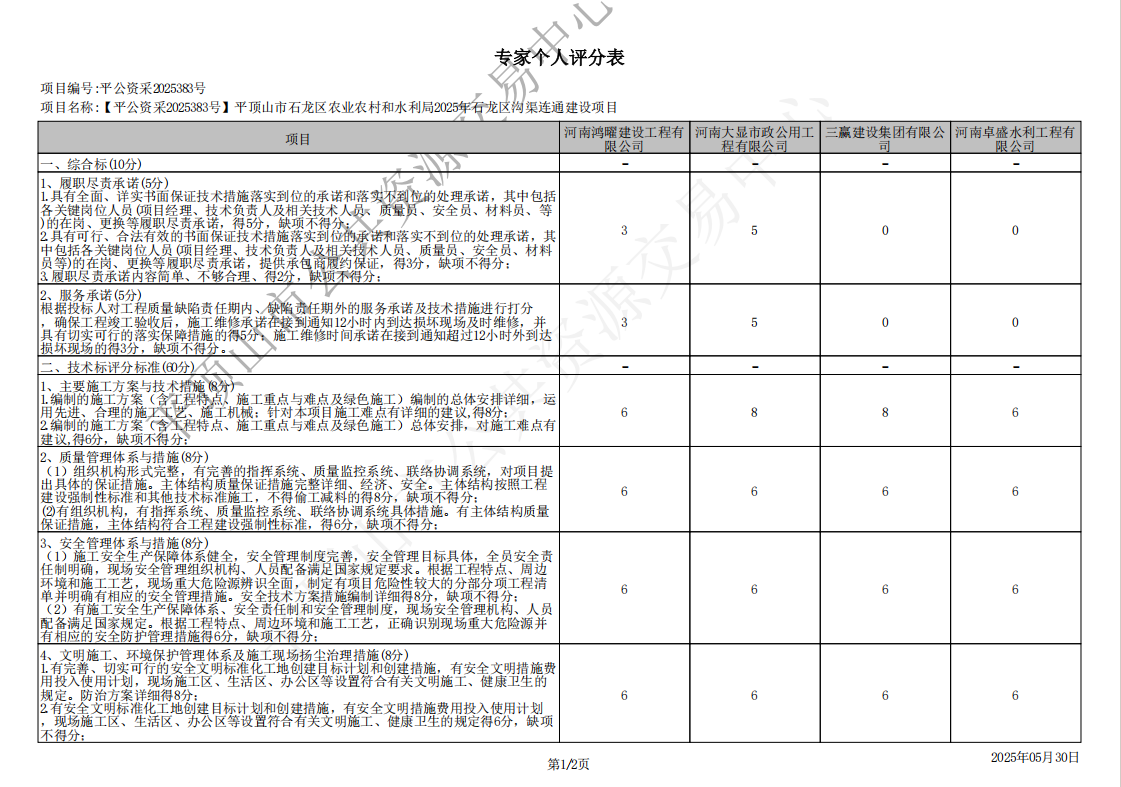 专家个人评分表
项目编号:平公资采2025383号
项目名称:【平公资采2025383号】平顶山市石龙区农业农村和水利局2025年石龙区沟渠连通建设项目
项目
河南鸿曜建设工程有
限公司
河南大显市政公用工
程有限公司
三赢建设集团有限公
司
河南卓盛水利工程有
限公司
一、综合标(10分)
－ － － －
1、履职尽责承诺(5分)
1.具有全面、详实书面保证技术措施落实到位的承诺和落实不到位的处理承诺，其中包括
各关键岗位人员(项目经理、技术负责人及相关技术人员、质量员、安全员、材料员、等
)的在岗、更换等履职尽责承诺，得5分，缺项不得分；
2.具有可行、合法有效的书面保证技术措施落实到位的承诺和落实不到位的处理承诺，其
中包括各关键岗位人员(项目经理、技术负责人及相关技术人员、质量员、安全员、材料
员等)的在岗、更换等履职尽责承诺，提供承包商履约保证，得3分，缺项不得分；
3.履职尽责承诺内容简单、不够合理、得2分，缺项不得分；
3 5 0 0
2、服务承诺(5分)
根据投标人对工程质量缺陷责任期内、缺陷责任期外的服务承诺及技术措施进行打分
，确保工程竣工验收后，施工维修承诺在接到通知12小时内到达损坏现场及时维修，并
具有切实可行的落实保障措施的得5分；施工维修时间承诺在接到通知超过12小时外到达
损坏现场的得3分，缺项不得分。
3 5 0 0
二、技术标评分标准(60分)
－ － － －
1、主要施工方案与技术措施(8分)
1.编制的施工方案（含工程特点、施工重点与难点及绿色施工）编制的总体安排详细，运
用先进、合理的施工工艺、施工机械；针对本项目施工难点有详细的建议,得8分；
2.编制的施工方案（含工程特点、施工重点与难点及绿色施工）总体安排，对施工难点有
建议,得6分，缺项不得分；
6 8 8 6
2、质量管理体系与措施(8分)
（1）组织机构形式完整，有完善的指挥系统、质量监控系统、联络协调系统，对项目提
出具体的保证措施。主体结构质量保证措施完整详细、经济、安全。主体结构按照工程
建设强制性标准和其他技术标准施工，不得偷工减料的得8分，缺项不得分；
(2)有组织机构，有指挥系统、质量监控系统、联络协调系统具体措施。有主体结构质量
保证措施，主体结构符合工程建设强制性标准，得6分，缺项不得分；
6 6 6 6
3、安全管理体系与措施(8分)
（1）施工安全生产保障体系健全，安全管理制度完善，安全管理目标具体，全员安全责
任制明确，现场安全管理组织机构、人员配备满足国家规定要求。根据工程特点、周边
环境和施工工艺，现场重大危险源辨识全面，制定有项目危险性较大的分部分项工程清
单并明确有相应的安全管理措施。安全技术方案措施编制详细得8分，缺项不得分；
（2）有施工安全生产保障体系、安全责任制和安全管理制度，现场安全管理机构、人员
配备满足国家规定。根据工程特点、周边环境和施工工艺，正确识别现场重大危险源并
有相应的安全防护管理措施得6分，缺项不得分；
6 6 6 6
4、文明施工、环境保护管理体系及施工现场扬尘治理措施(8分)
1.有完善、切实可行的安全文明标准化工地创建目标计划和创建措施，有安全文明措施费
用投入使用计划，现场施工区、生活区、办公区等设置符合有关文明施工、健康卫生的
规定。防治方案详细得8分；
2.有安全文明标准化工地创建目标计划和创建措施，有安全文明措施费用投入使用计划
，现场施工区、生活区、办公区等设置符合有关文明施工、健康卫生的规定得6分，缺项
不得分；
6 6 6 6
第1/2页
2025年05月30日
平顶山市公共资源交易中心
山市公共资源交易中心